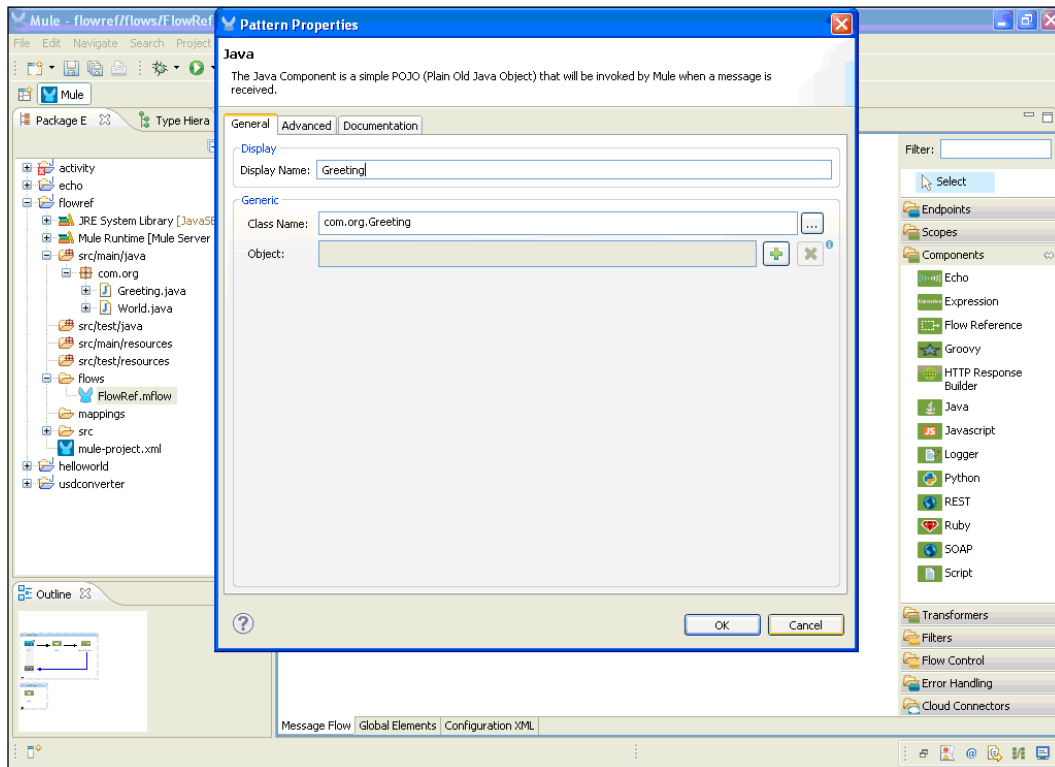 Mule - flowref/flows/FlowRef
File Edit Navigate Search Project
Mule
Package E
Type Hiera
activity
echo
flowref
JRE System Library [JavaSE
Mule Runtime [Mule Server
src/main/java
com.org
Greeting.java
World.java
src/test/java
src/main/resources
src/test/resources
flows
FlowRef.mflow
mappings
src
mule-project.xml
helloworld
usdconverter
Outline
Pattern Properties
Java
The Java Component is a simple POJO (Plain Old Java Object) that will be invoked by Mule when a message is
received.
General Advanced Documentation
Display
Display Name: Greeting
Generic
Class Name: com.org.Greeting ...
Object:
OK Cancel
Message Flow Global Elements Configuration XML
Filter:
Select
Endpoints
Scopes
Components
Echo
Expression
Flow Reference
Groovy
HTTP Response
Builder
Java
JS Javascript
Logger
Python
REST
Ruby
SOAP
Script
Transformers
Filters
Flow Control
Error Handling
Cloud Connectors